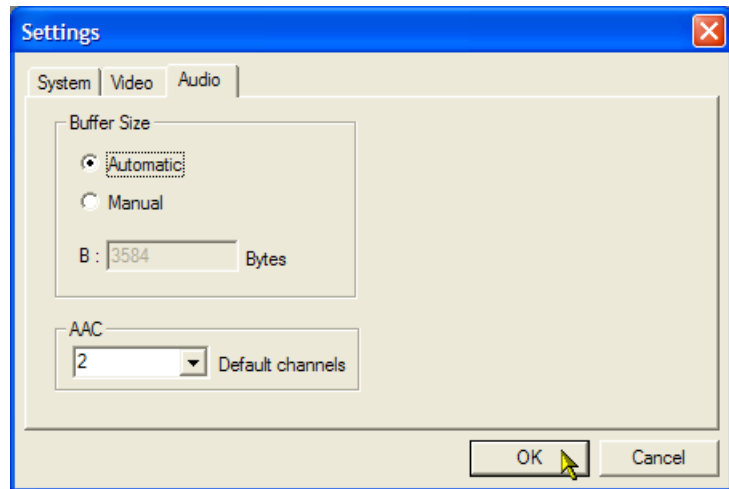 Settings
System Video Audio
Buffer Size
Automatic
Manual
B : 3584 Bytes
AAC
2 Default channels
OK Cancel